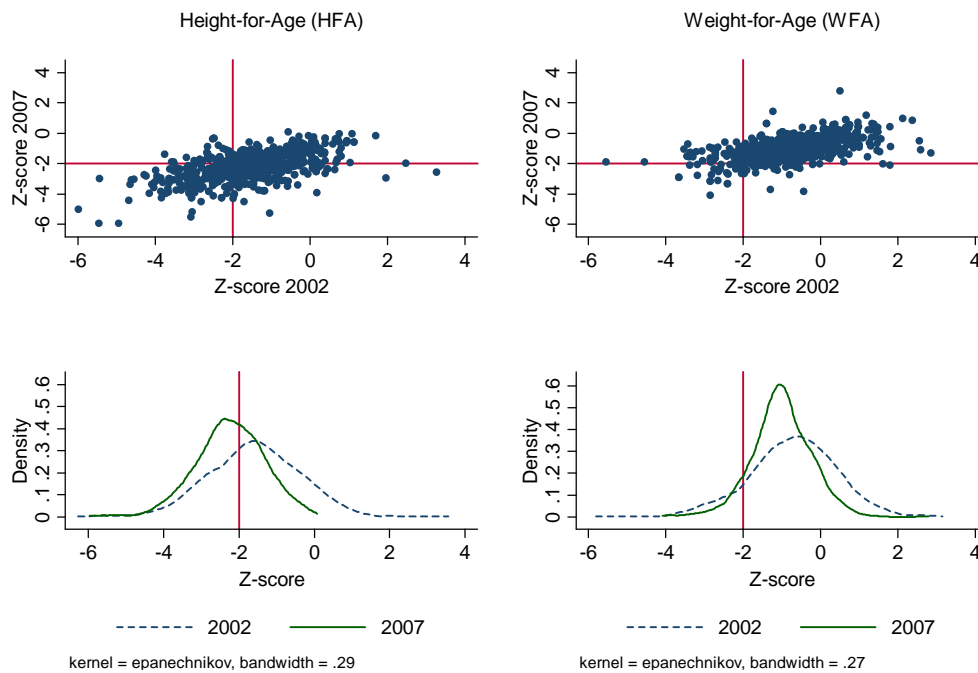 Height-for-Age (HFA)
Z-score 2007
4
2
0
-2
-4
-6
-6 -4 -2 0 2 4
Z-score 2002
Weight-for-Age (WFA)
Z-score 2007
4
2
0
-2
-4
-6
-6 -4 -2 0 2 4
Z-score 2002
Density
0 .1 .2 .3 .4 .5 .6
-6 -4 -2 0 2 4
Z-score
2002 2007
kernel = epanechnikov, bandwidth = .29
Density
0 .1 .2 .3 .4 .5 .6
-6 -4 -2 0 2 4
Z-score
2002 2007
kernel = epanechnikov, bandwidth = .27